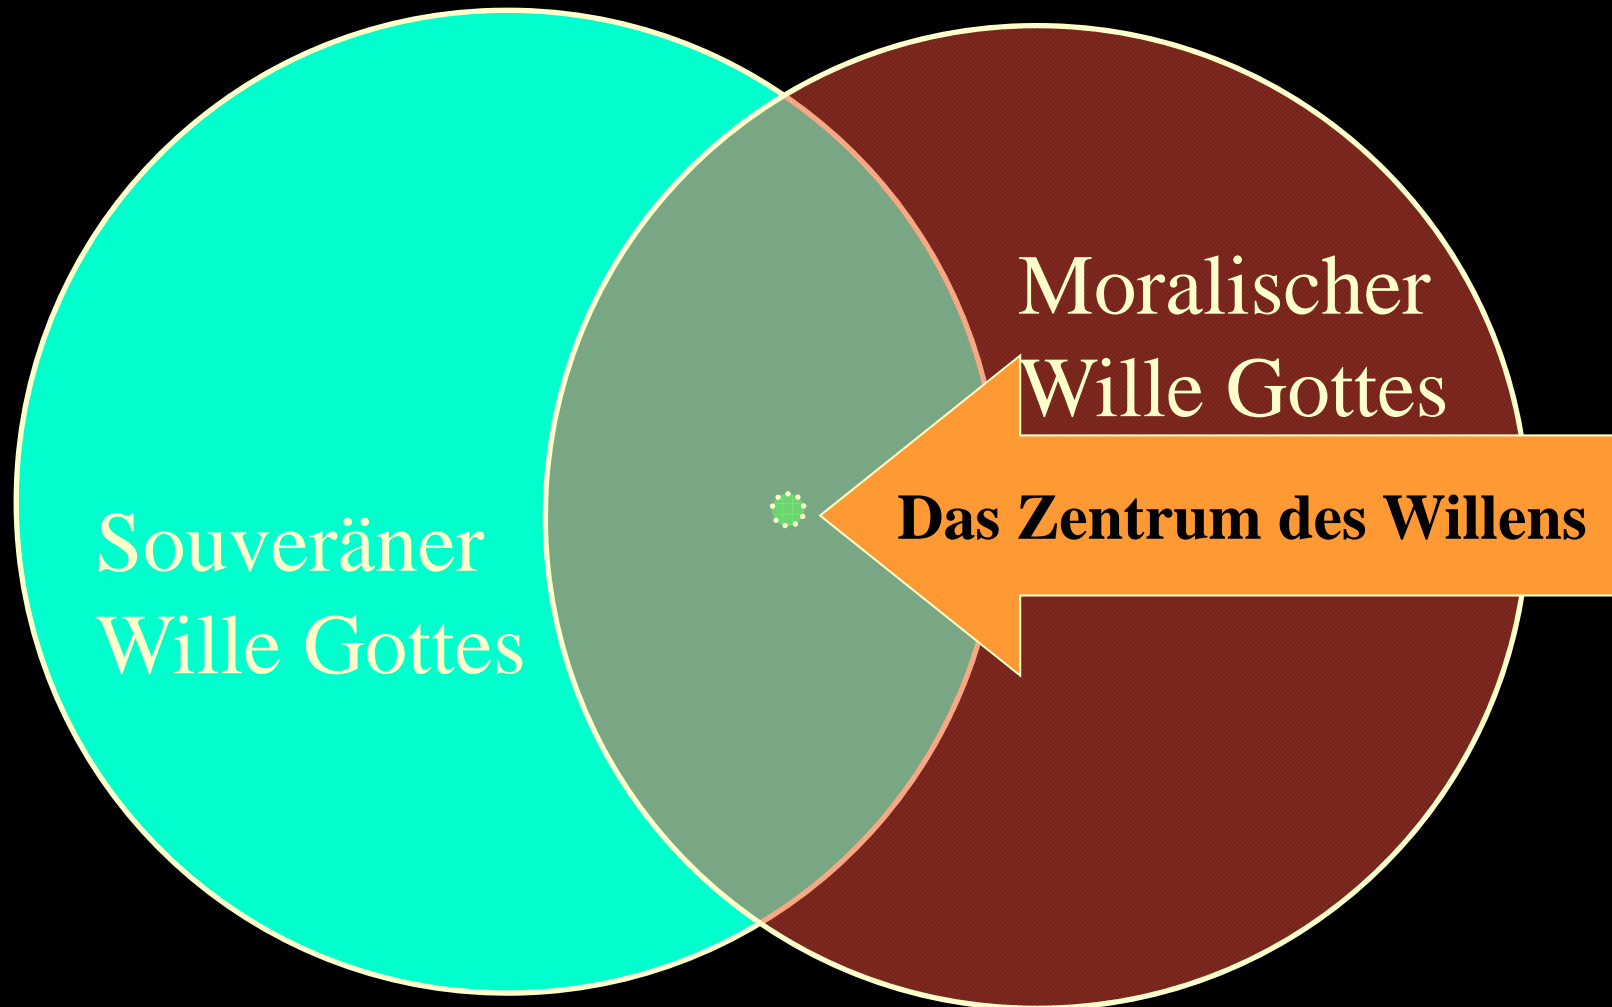 Moralischer
Wille Gottes
Das Zentrum des Willens
Souveräner
Wille Gottes